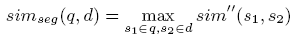 $sim_{seg}(q, d) = \max_{s_1 \in q, s_2 \in d} sim^{''}(s_1, s_2)$